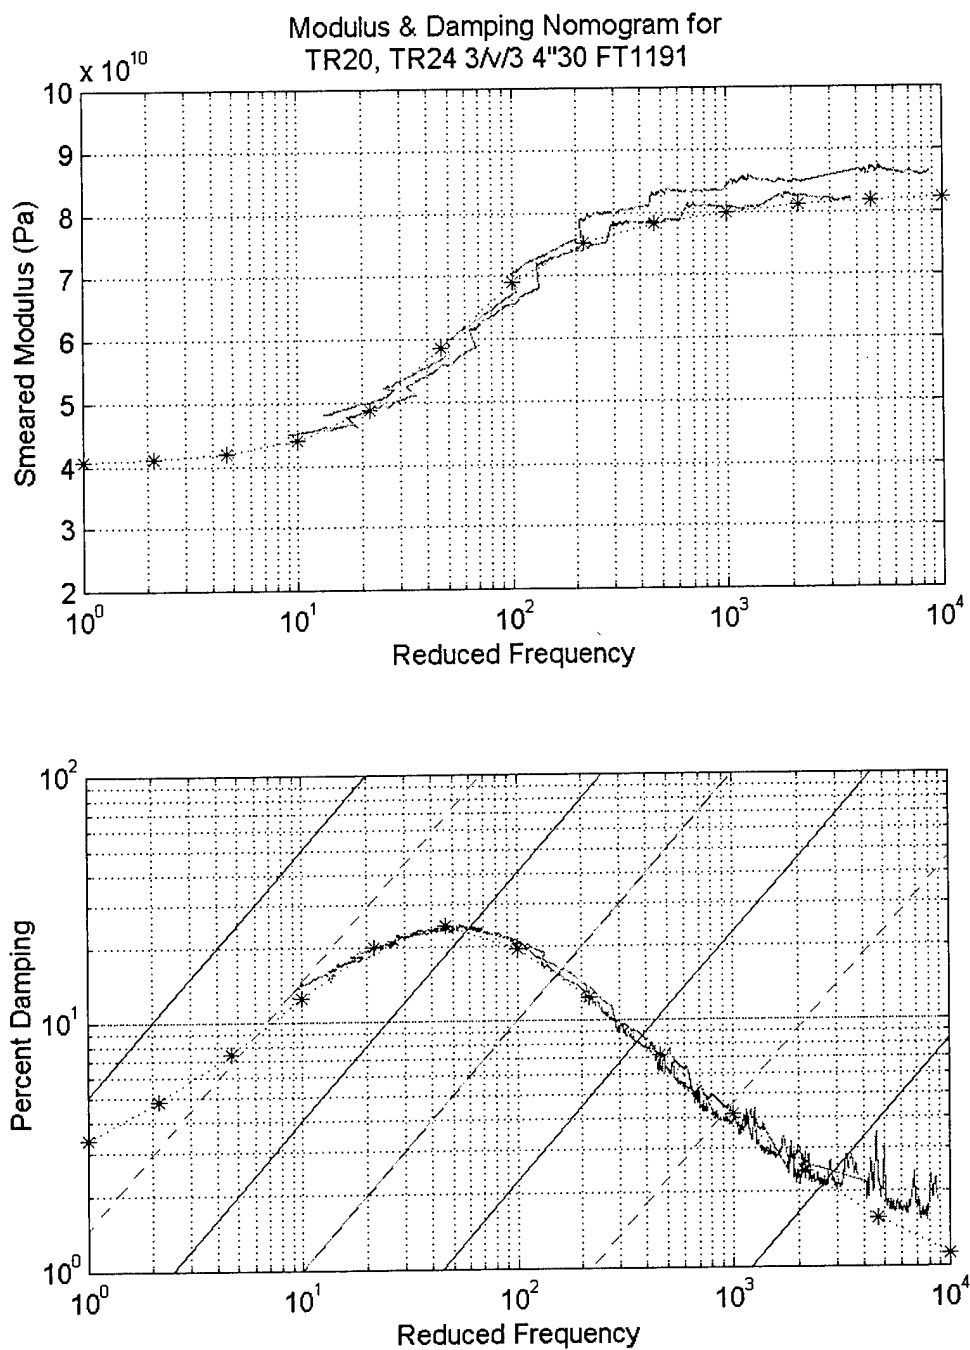 Modulus & Damping Nomogram for
TR20, TR24 3/v/3 4"30 FT1191
x 10^10
10
9
8
7
6
5
4
3
2
Smeared Modulus (Pa)
10^0 10^1 10^2 10^3 10^4
Reduced Frequency
10^2
10^1
10^0
Percent Damping
10^0 10^1 10^2 10^3 10^4
Reduced Frequency